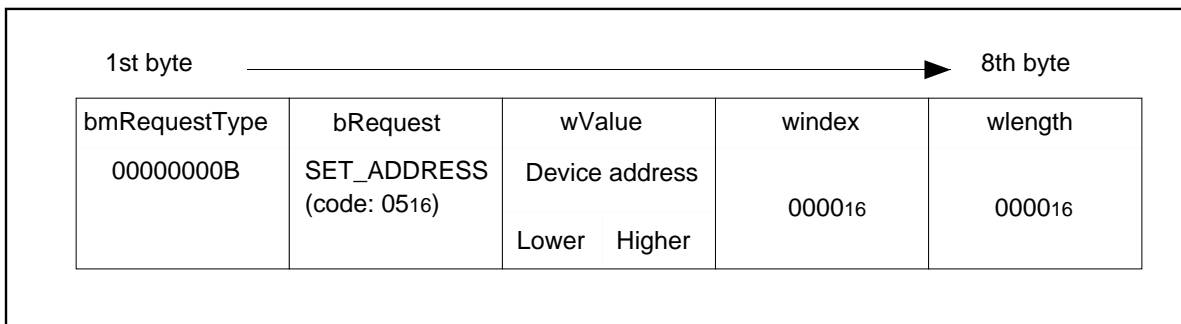 1st byte 8th byte
bmRequestType bRequest wValue windex wlength
00000000B SET_ADDRESS Device address
(code: 0516) 000016 000016
Lower Higher